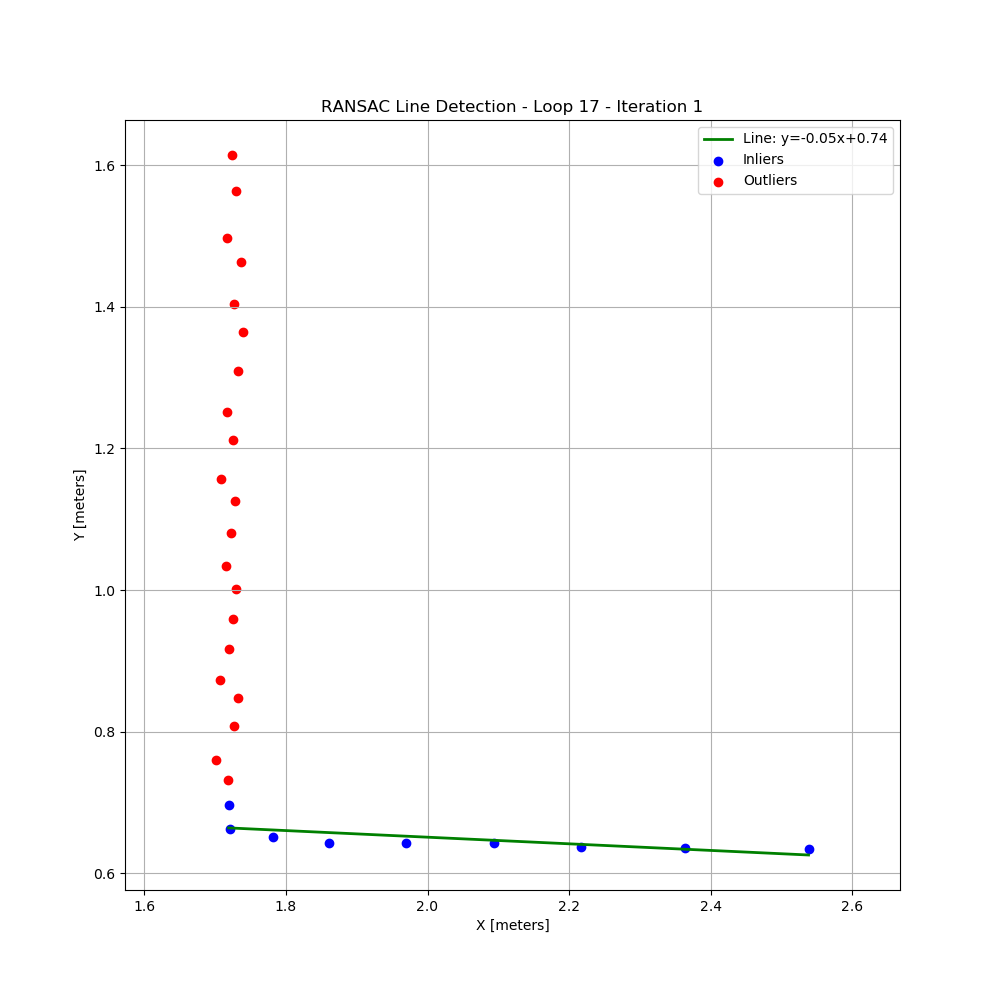 RANSAC Line Detection - Loop 17 - Iteration 1
Line: y=-0.05x+0.74
Inliers
Outliers
1.6
1.4
1.2
1.0
0.8
0.6
Y [meters]
1.6 1.8 2.0 2.2 2.4 2.6
X [meters]